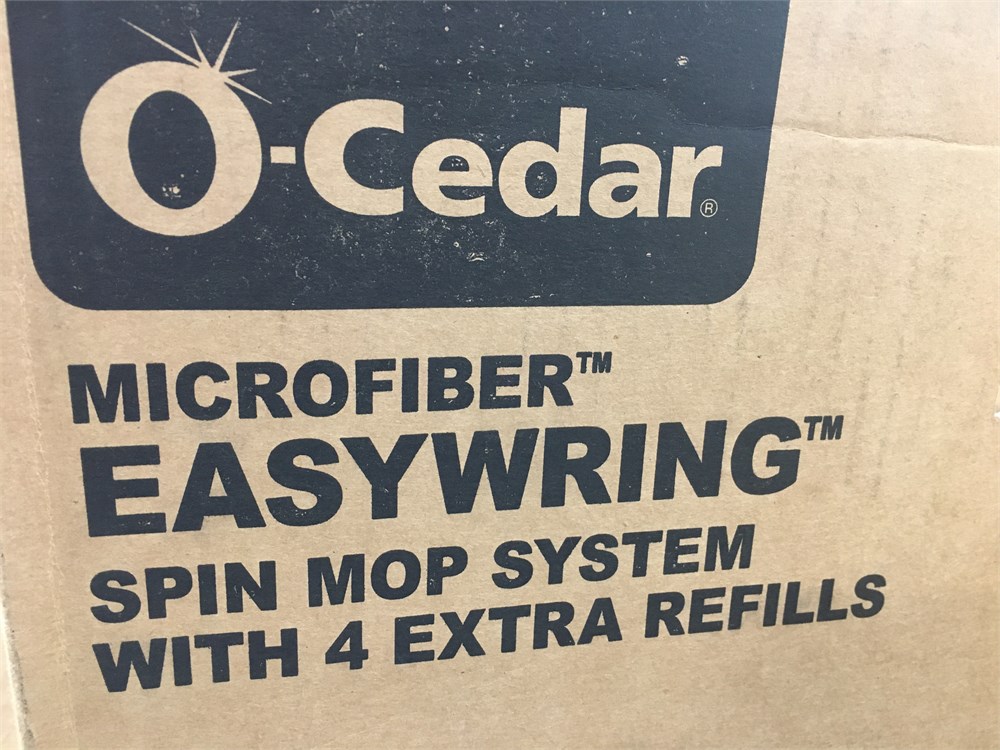 O-Cedar®
MICROFIBER™
EASYWRING™
SPIN MOP SYSTEM
WITH 4 EXTRA REFILLS